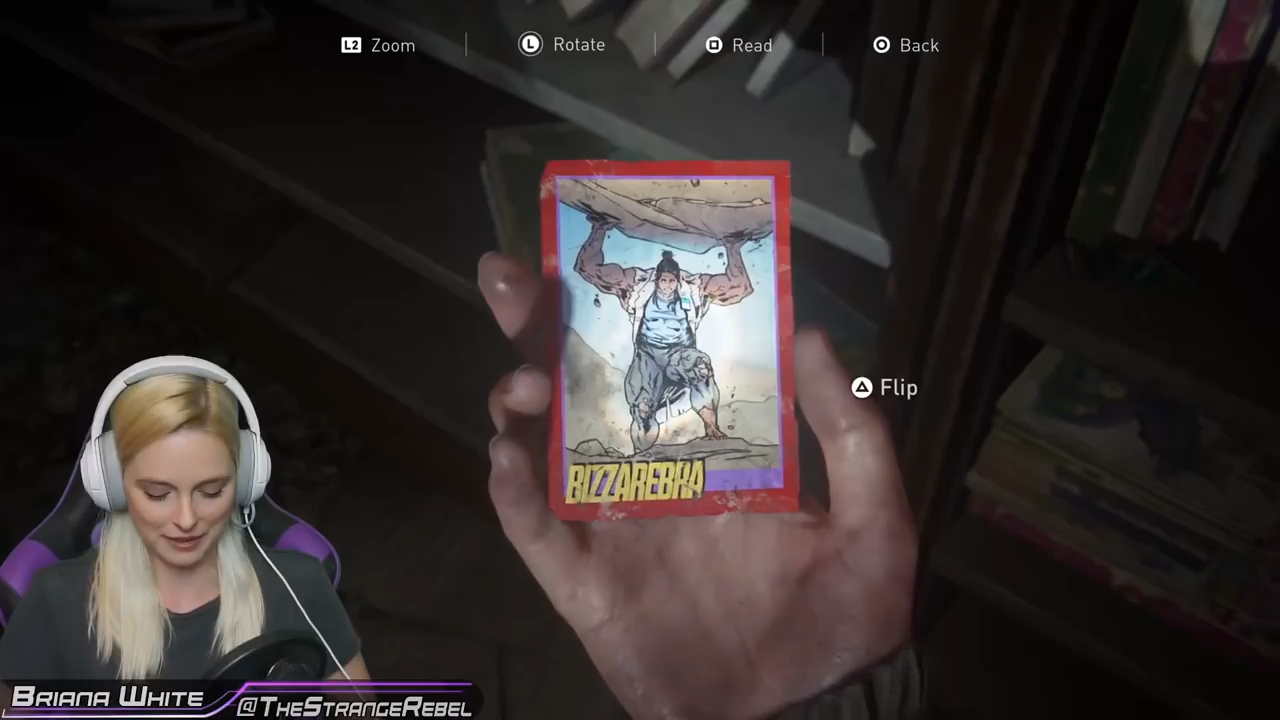 L2 Zoom
L Rotate
Read
Back
Flip
BIZZAREBRA
BRIANA WHITE
@THESTRANGEREBEL